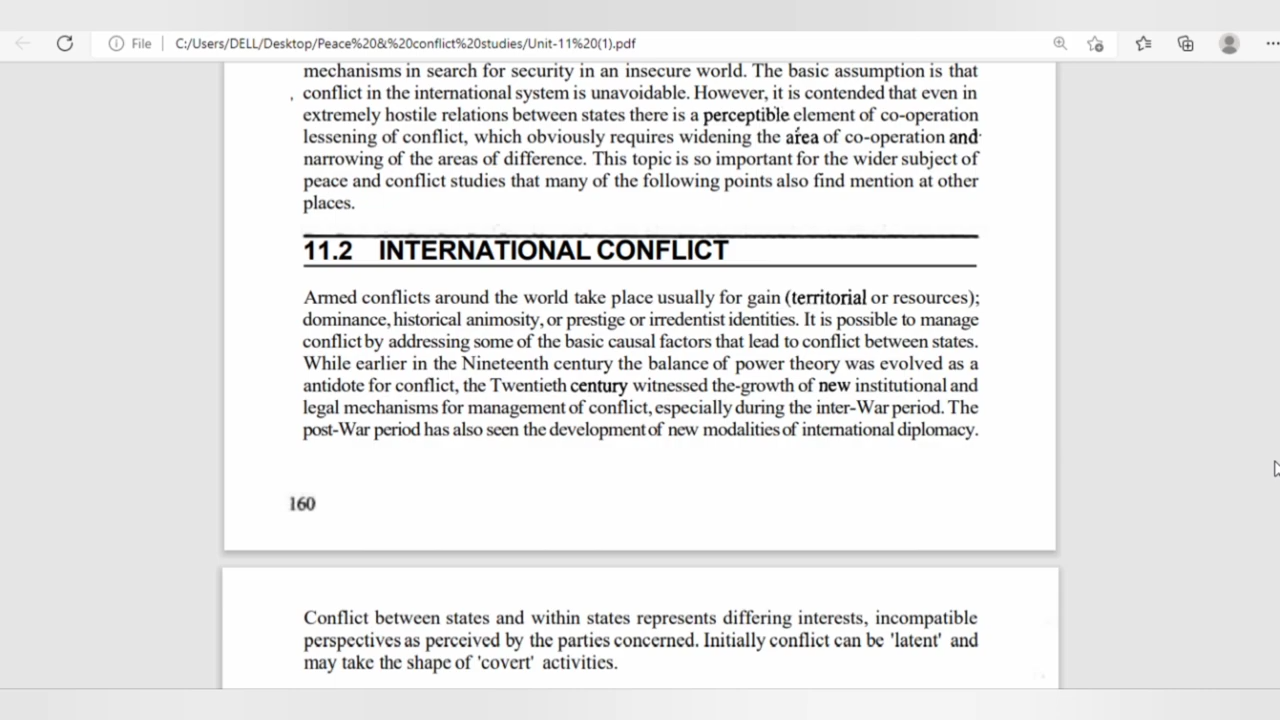 File
C:/Users/DELL/Desktop/Peace%20&%20conflict%20studies/Unit-11%20(1).pdf
mechanisms in search for security in an insecure world. The basic assumption is that
conflict in the international system is unavoidable. However, it is contended that even in
extremely hostile relations between states there is a perceptible element of co-operation
lessening of conflict, which obviously requires widening the area of co-operation and
narrowing of the areas of difference. This topic is so important for the wider subject of
peace and conflict studies that many of the following points also find mention at other
places.
11.2 INTERNATIONAL CONFLICT
Armed conflicts around the world take place usually for gain (territorial or resources);
dominance, historical animosity, or prestige or irredentist identities. It is possible to manage
conflict by addressing some of the basic causal factors that lead to conflict between states.
While earlier in the Nineteenth century the balance of power theory was evolved as a
antidote for conflict, the Twentieth century witnessed the-growth of new institutional and
legal mechanisms for management of conflict, especially during the inter-War period. The
post-War period has also seen the development of new modalities of international diplomacy.
160
Conflict between states and within states represents differing interests, incompatible
perspectives as perceived by the parties concerned. Initially conflict can be 'latent' and
may take the shape of 'covert' activities.